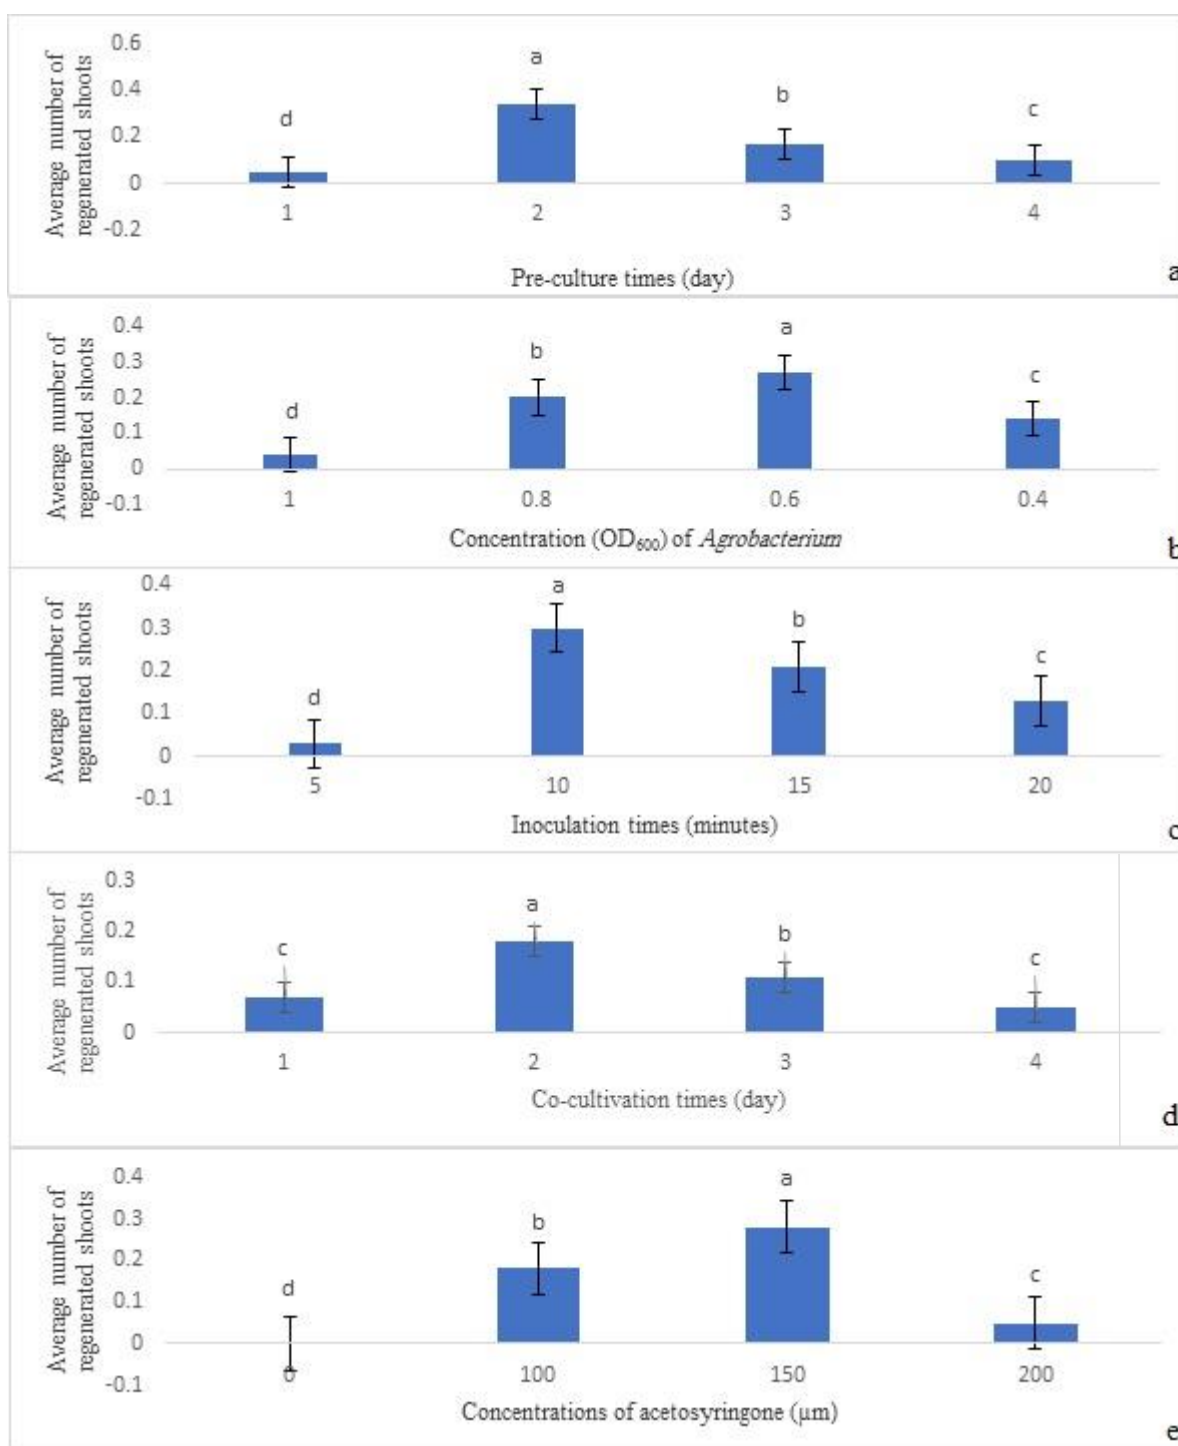 Average number of
regenerated shoots
0.6
0.4
0.2
0
-0.2
d
a
b
c
1
2
3
4
Pre-culture times (day)
a
Average number of
regenerated shoots
0.4
0.3
0.2
0.1
0
-0.1
d
b
a
c
1
0.8
0.6
0.4
Concentration (OD600) of Agrobacterium
b
Average number of
regenerated shoots
0.4
0.3
0.2
0.1
0
-0.1
d
a
b
c
5
10
15
20
Inoculation times (minutes)
c
Average number of
regenerated shoots
0.3
0.2
0.1
0
c
a
b
c
1
2
3
4
Co-cultivation times (day)
d
Average number of
regenerated shoots
0.4
0.3
0.2
0.1
0
-0.1
d
b
a
c
0
100
150
200
Concentrations of acetosyringone (µm)
e